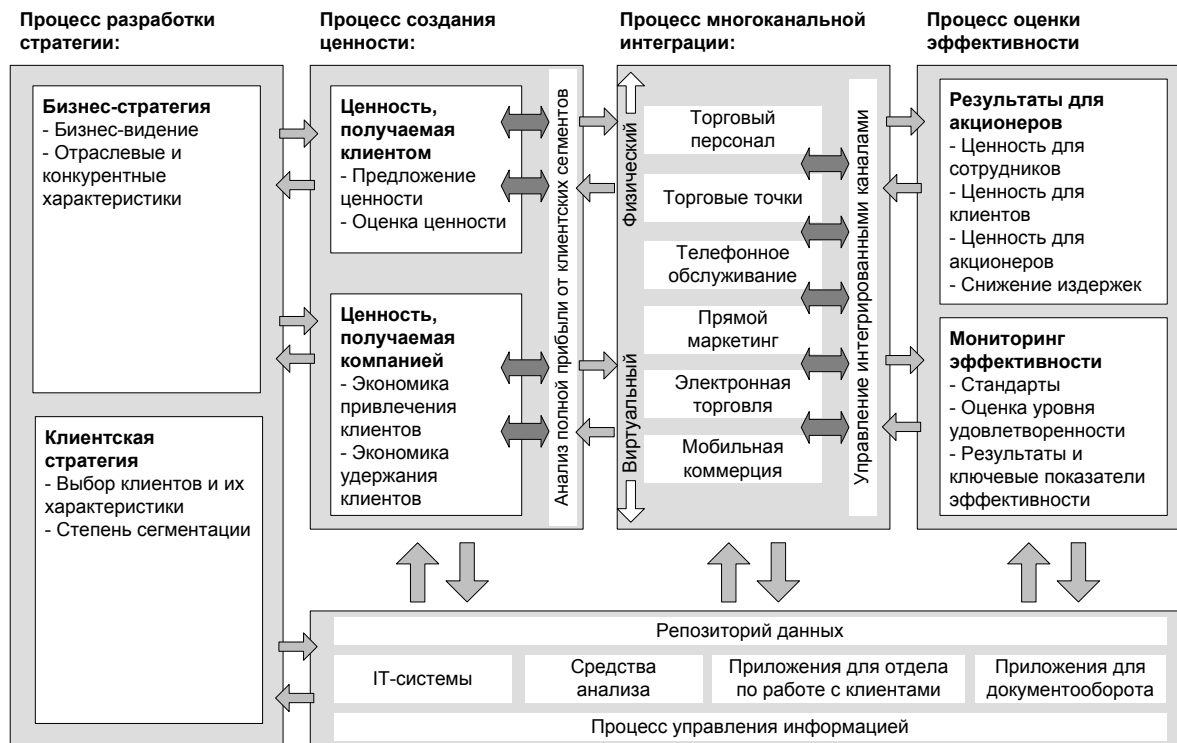 Процесс разработки
стратегии:
Бизнес-стратегия
- Бизнес-видение
- Отраслевые и
конкурентные
характеристики
Клиентская
стратегия
- Выбор клиентов и их
характеристики
- Степень сегментации
Процесс создания
ценности:
Ценность,
получаемая
клиентом
- Предложение
ценности
- Оценка ценности
Ценность,
получаемая
компанией
- Экономика
привлечения
клиентов
- Экономика
удержания
клиентов
Анализ полной прибыли от клиентских сегментов
Процесс многоканальной
интеграции:
Физический
Виртуальный
Торговый
персонал
Торговые точки
Телефонное
обслуживание
Прямой
маркетинг
Электронная
торговля
Мобильная
коммерция
Управление интегрированными каналами
Процесс оценки
эффективности
Результаты для
акционеров
- Ценность для
сотрудников
- Ценность для
клиентов
- Ценность для
акционеров
- Снижение издержек
Мониторинг
эффективности
- Стандарты
- Оценка уровня
удовлетворенности
- Результаты и
ключевые показатели
эффективности
Репозиторий данных
IT-системы
Средства
анализа
Приложения для отдела
по работе с клиентами
Приложения для
документооборота
Процесс управления информацией